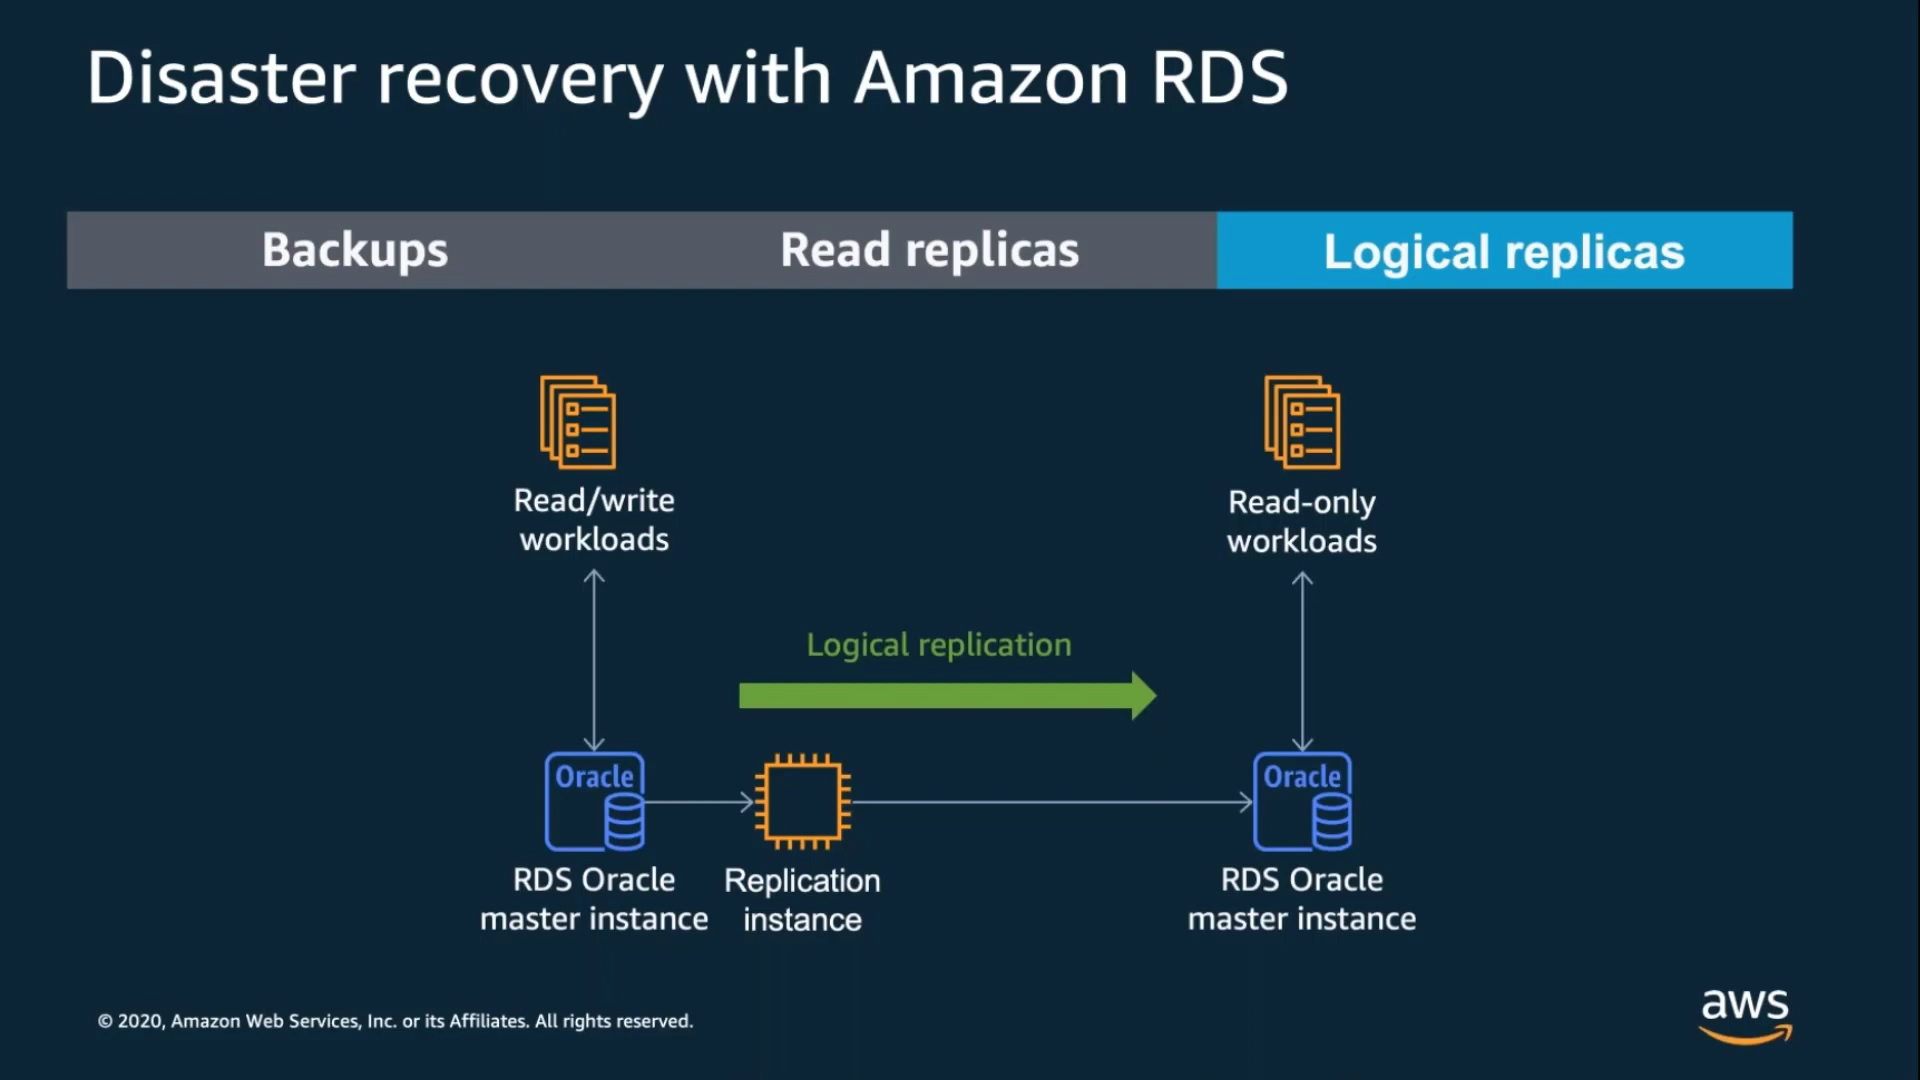 Disaster recovery with Amazon RDS
Backups
Read replicas
Logical replicas
Read/write
workloads
Read-only
workloads
Logical replication
Oracle
Oracle
RDS Oracle
master instance
Replication
instance
RDS Oracle
master instance
© 2020, Amazon Web Services, Inc. or its Affiliates. All rights reserved.
aws